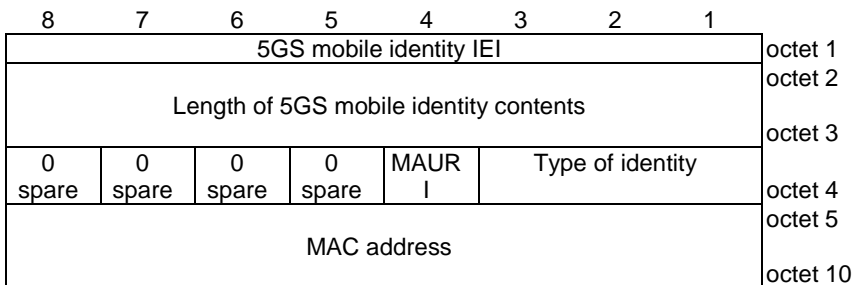 8 7 6 5 4 3 2 1
5GS mobile identity IEI octet 1
octet 2
Length of 5GS mobile identity contents
octet 3
0 0 0 0 MAUR Type of identity
spare spare spare spare I octet 4
octet 5
MAC address
octet 10